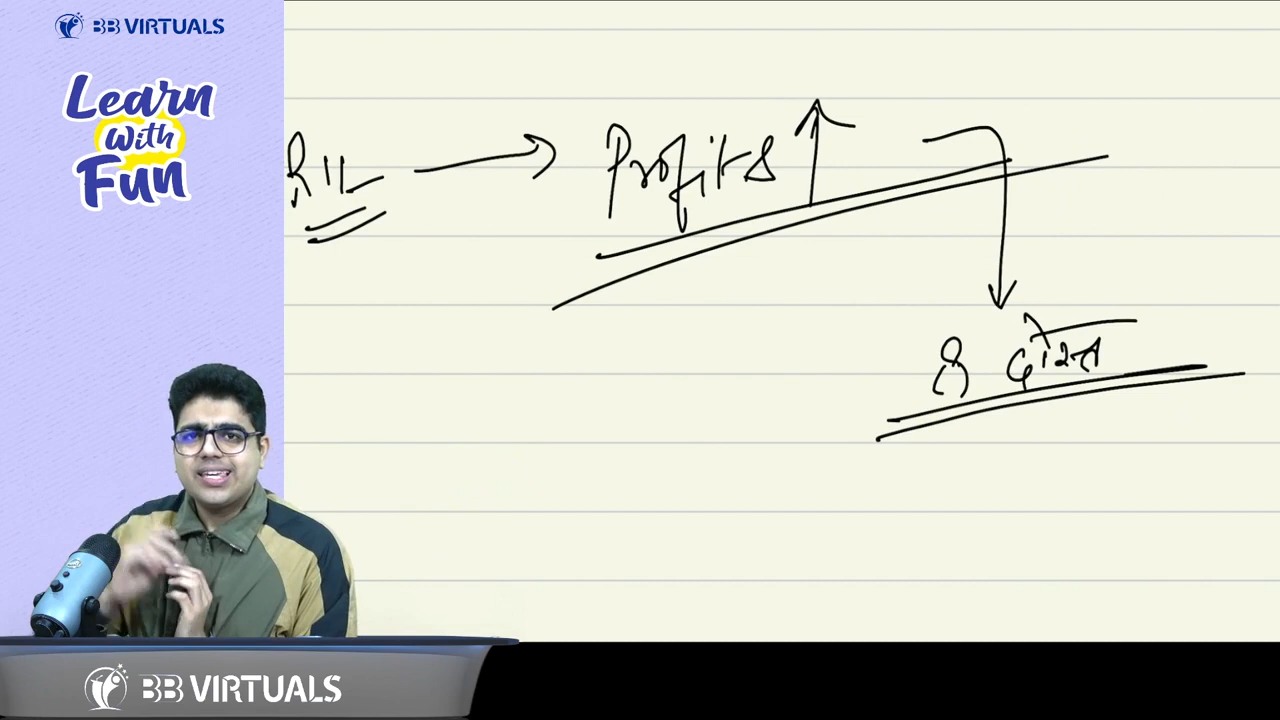 BB VIRTUALS
Learn
With
Fun
RIL → Profits ↑
BB VIRTUALS